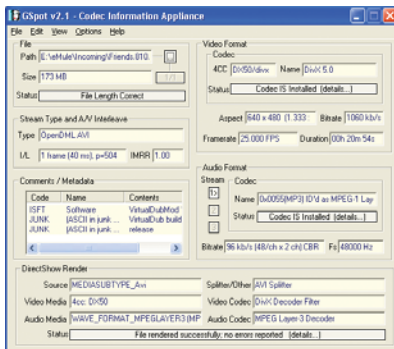 GSpot v2.1 - Codec Information Appliance
File Edit View Options Help
File
Path E:\eMule\Incoming\Friends.810.
Size 173 MB 1/1
Status File Length Correct
Stream Type and A/V Interleave
Type OpenDML AVI
I/L 1 frame (40 ms), p=504 IMRR 1.00
Comments / Metadata
Code Name Contents
ISFT Software VirtualDubMod
JUNK (ASCII in junk ... VirtualDub build
JUNK (ASCII in junk ... release
Video Format
Codec
4CC DX50/divx Name DivX 5.0
Status Codec IS Installed (details...)
Aspect 640 x 480 (1.333: Bitrate 1060 kb/s
Framerate 25.000 FPS Duration 00h 20m 54s
Audio Format
Stream Codec
1>
2
3
Name 0x0055(MP3) ID'd as MPEG-1 Lay
Status Codec IS Installed (details...)
Bitrate 96 kb/s (48/ch x 2 ch) CBR Fs 48000 Hz
DirectShow Render
Source MEDIASUBTYPE_Avi Splitter/Other AVI Splitter
Video Media 4cc: DX50 Video Codec DivX Decoder Filter
Audio Media WAVE_FORMAT_MPEGLAYER3 (MP Audio Codec MPEG Layer-3 Decoder
Status File rendered successfully: no errors reported (details...)